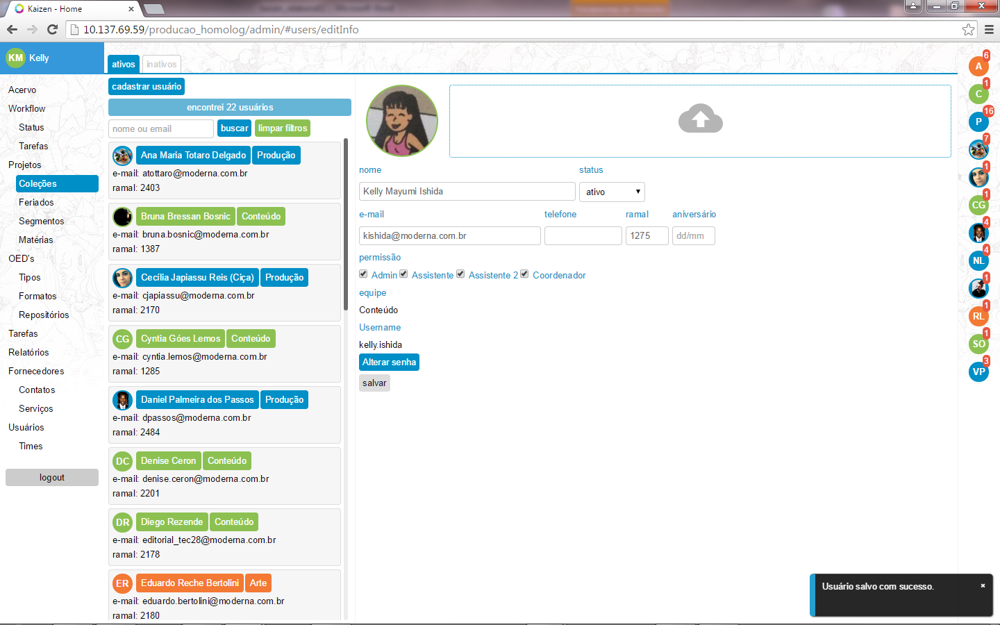 Kaizen - Home
10.137.69.59/producao_homolog/admin/#users/editInfo
KM Kelly
Acervo
Workflow
Status
Tarefas
Projetos
Coleções
Feriados
Segmentos
Matérias
OED's
Tipos
Formatos
Repositórios
Tarefas
Relatórios
Fornecedores
Contatos
Serviços
Usuários
Times
logout
ativos inativos
cadastrar usuário
encontrei 22 usuários
nome ou email buscar limpar filtros
Ana Maria Totaro Delgado Produção
e-mail: atottaro@moderna.com.br
ramal: 2403
Bruna Bressan Bosnic Conteúdo
e-mail: bruna.bosnic@moderna.com.br
ramal: 1387
Cecília Japiassu Reis (Ciça) Produção
e-mail: cjapiassu@moderna.com.br
ramal: 2170
CG Cyntia Góes Lemos Conteúdo
e-mail: cyntia.lemos@moderna.com.br
ramal: 1285
Daniel Palmeira dos Passos Produção
e-mail: dpassos@moderna.com.br
ramal: 2484
DC Denise Ceron Conteúdo
e-mail: denise.ceron@moderna.com.br
ramal: 2201
DR Diego Rezende Conteúdo
e-mail: editorial_tec28@moderna.com.br
ramal: 2178
ER Eduardo Reche Bertolini Arte
e-mail: eduardo.bertolini@moderna.com.br
ramal: 2180
nome status
Kelly Mayumi Ishida ativo
e-mail telefone ramal aniversário
kishida@moderna.com.br 1275 dd/mm
permissão
Admin Assistente Assistente 2 Coordenador
equipe
Conteúdo
Username
kelly.ishida
Alterar senha
salvar
A 6
C 1
P 16
7
1
CG 1
4
NL 4
1
RL 1
SO 1
VP 3
Usuário salvo com sucesso.